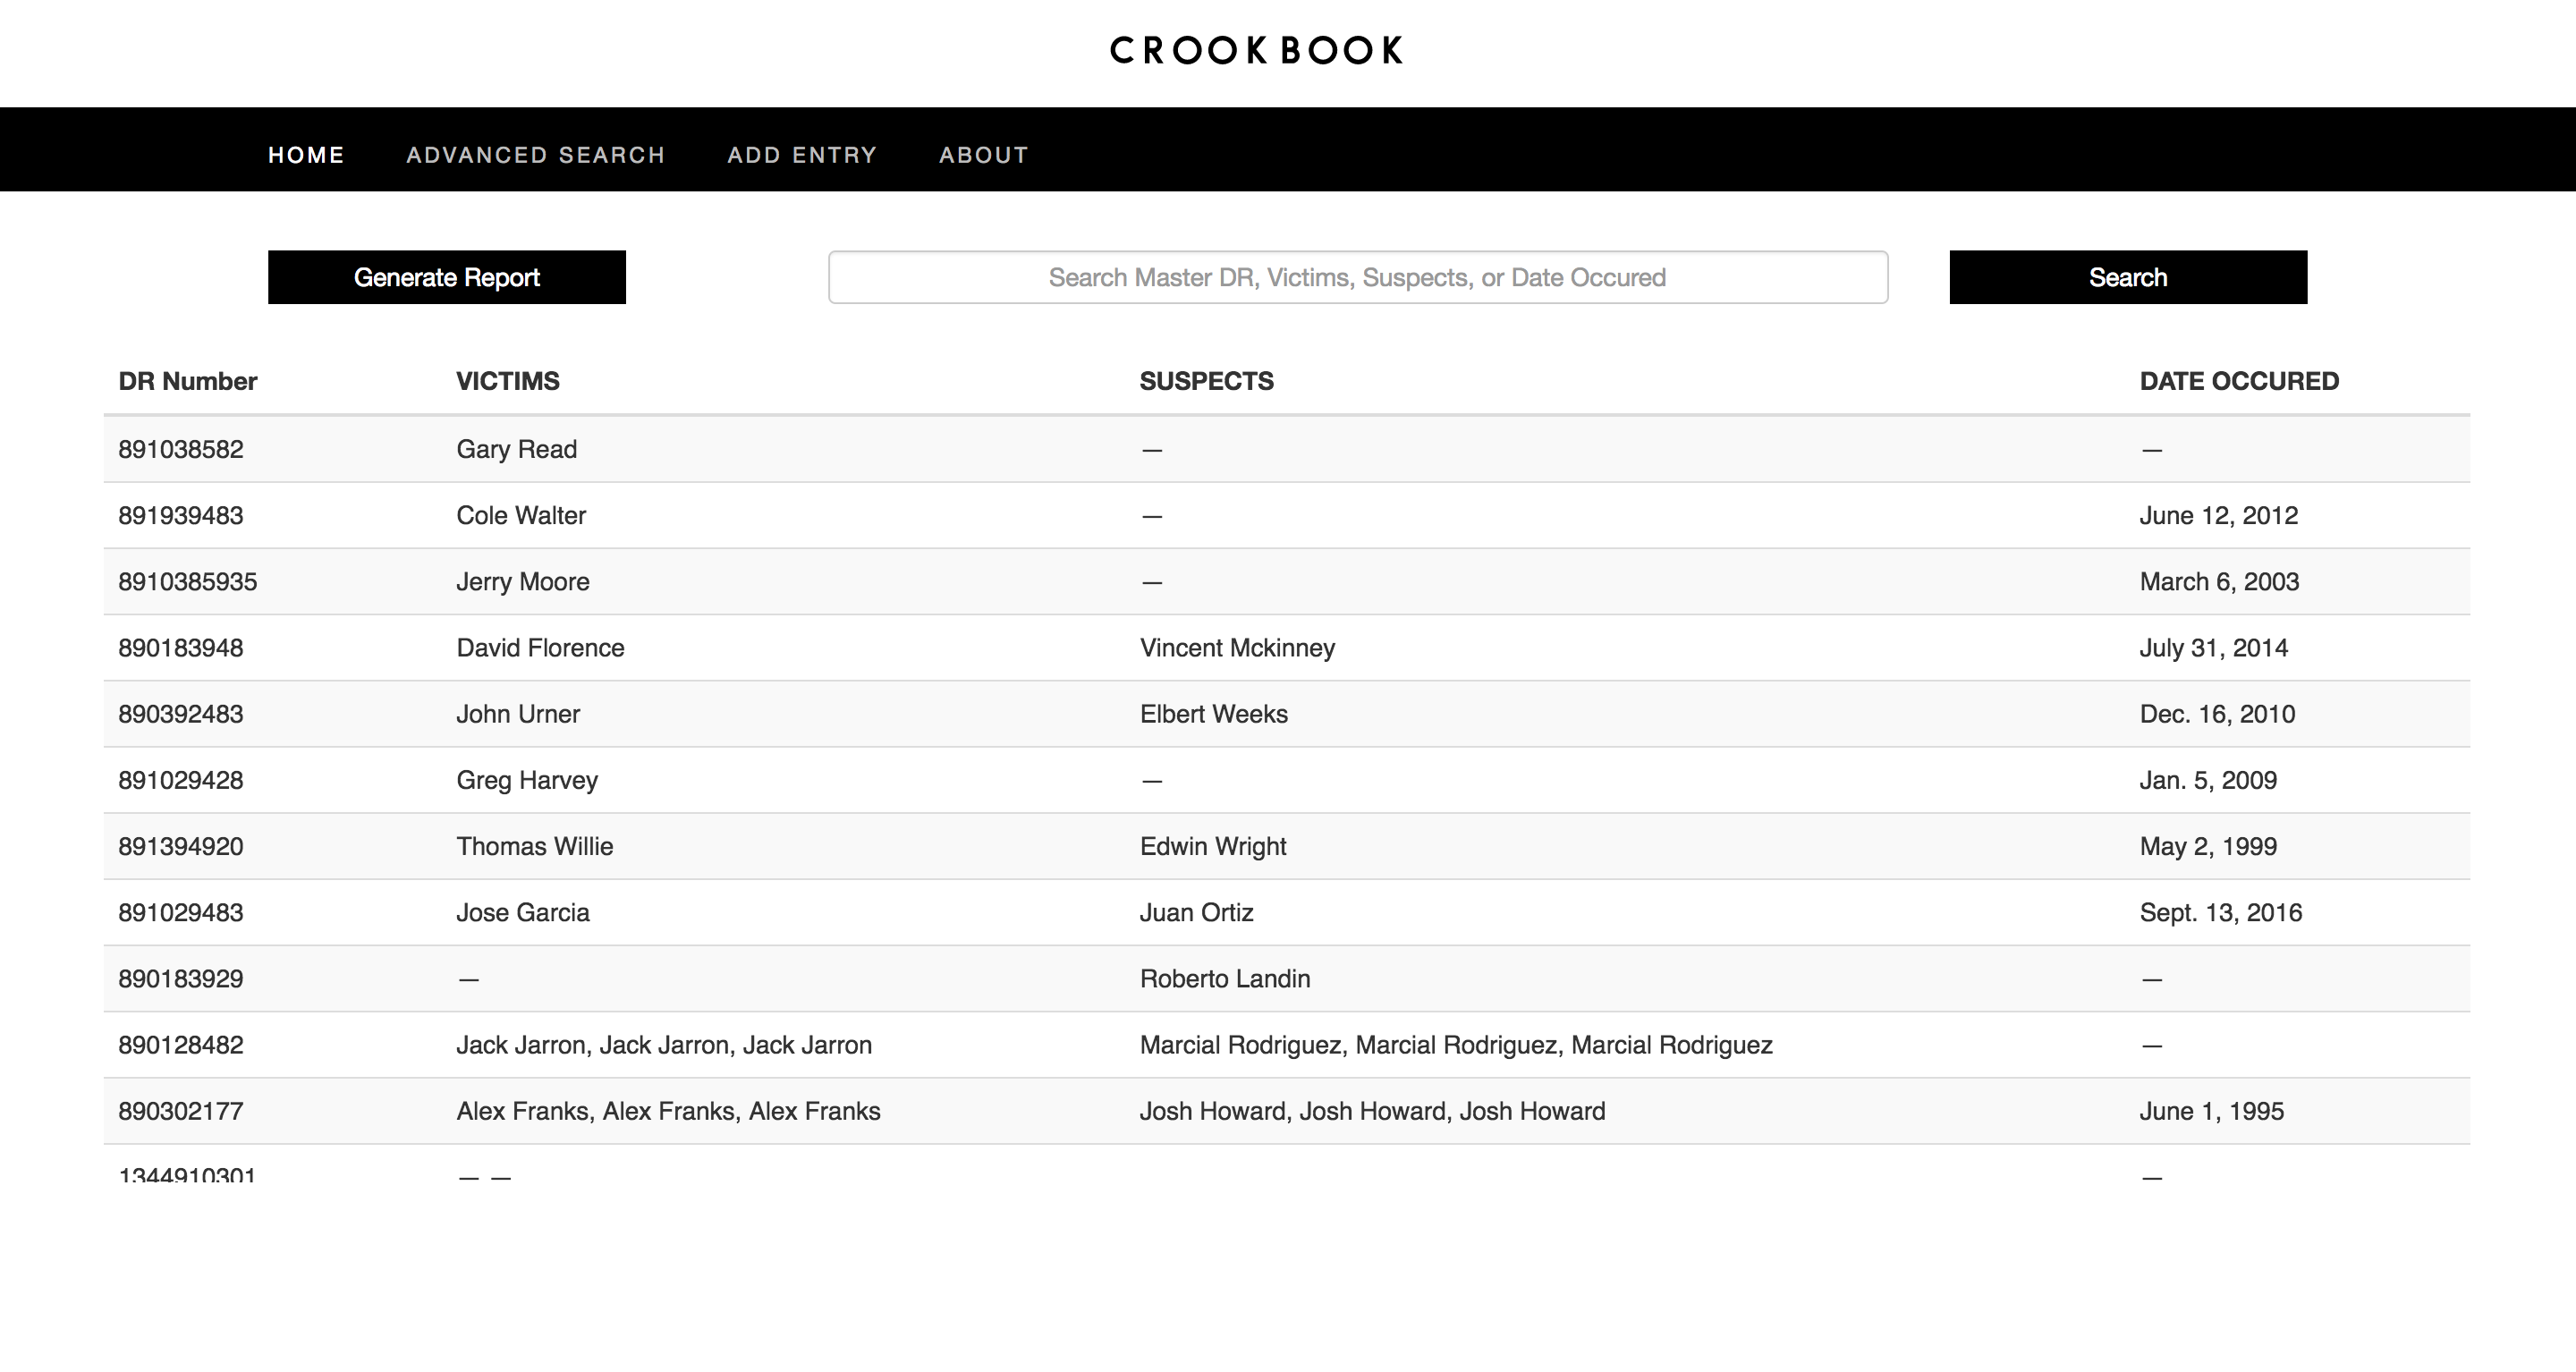 CROOKBOOK
HOME ADVANCED SEARCH ADD ENTRY ABOUT
Generate Report Search Master DR, Victims, Suspects, or Date Occured Search
DR Number VICTIMS SUSPECTS DATE OCCURED
891038582 Gary Read — —
891939483 Cole Walter — June 12, 2012
8910385935 Jerry Moore — March 6, 2003
890183948 David Florence Vincent Mckinney July 31, 2014
890392483 John Urner Elbert Weeks Dec. 16, 2010
891029428 Greg Harvey — Jan. 5, 2009
891394920 Thomas Willie Edwin Wright May 2, 1999
891029483 Jose Garcia Juan Ortiz Sept. 13, 2016
890183929 — Roberto Landin —
890128482 Jack Jarron, Jack Jarron, Jack Jarron Marcial Rodriguez, Marcial Rodriguez, Marcial Rodriguez —
890302177 Alex Franks, Alex Franks, Alex Franks Josh Howard, Josh Howard, Josh Howard June 1, 1995
1344910301 — — —